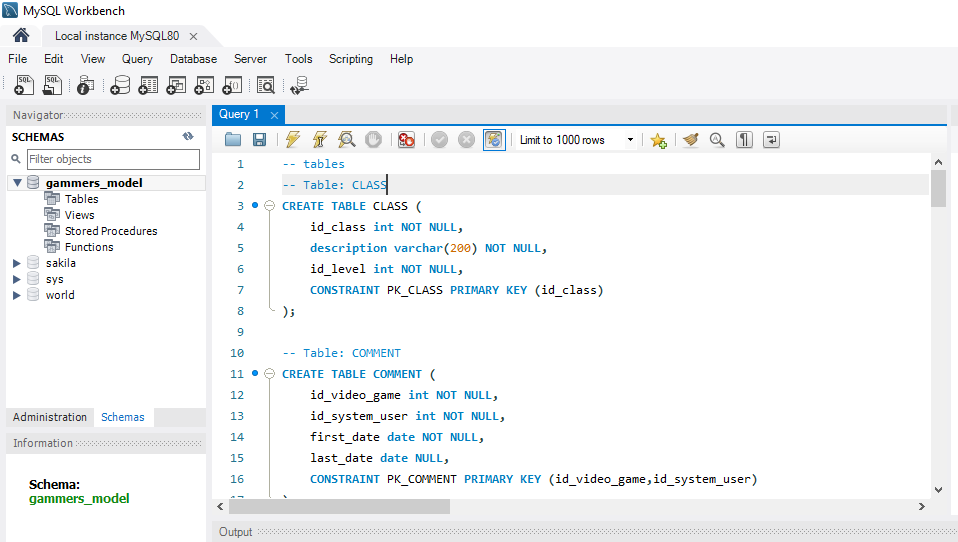 MySQL Workbench
Local instance MySQL80
File Edit View Query Database Server Tools Scripting Help
Navigator
SCHEMAS
Filter objects
gammers_model
Tables
Views
Stored Procedures
Functions
sakila
sys
world
Administration Schemas
Information
Schema:
gammers_model
Query 1
Limit to 1000 rows
1 -- tables
2 -- Table: CLASS
3 CREATE TABLE CLASS (
4 id_class int NOT NULL,
5 description varchar(200) NOT NULL,
6 id_level int NOT NULL,
7 CONSTRAINT PK_CLASS PRIMARY KEY (id_class)
8 );
9
10 -- Table: COMMENT
11 CREATE TABLE COMMENT (
12 id_video_game int NOT NULL,
13 id_system_user int NOT NULL,
14 first_date date NOT NULL,
15 last_date date NULL,
16 CONSTRAINT PK_COMMENT PRIMARY KEY (id_video_game,id_system_user)
Output